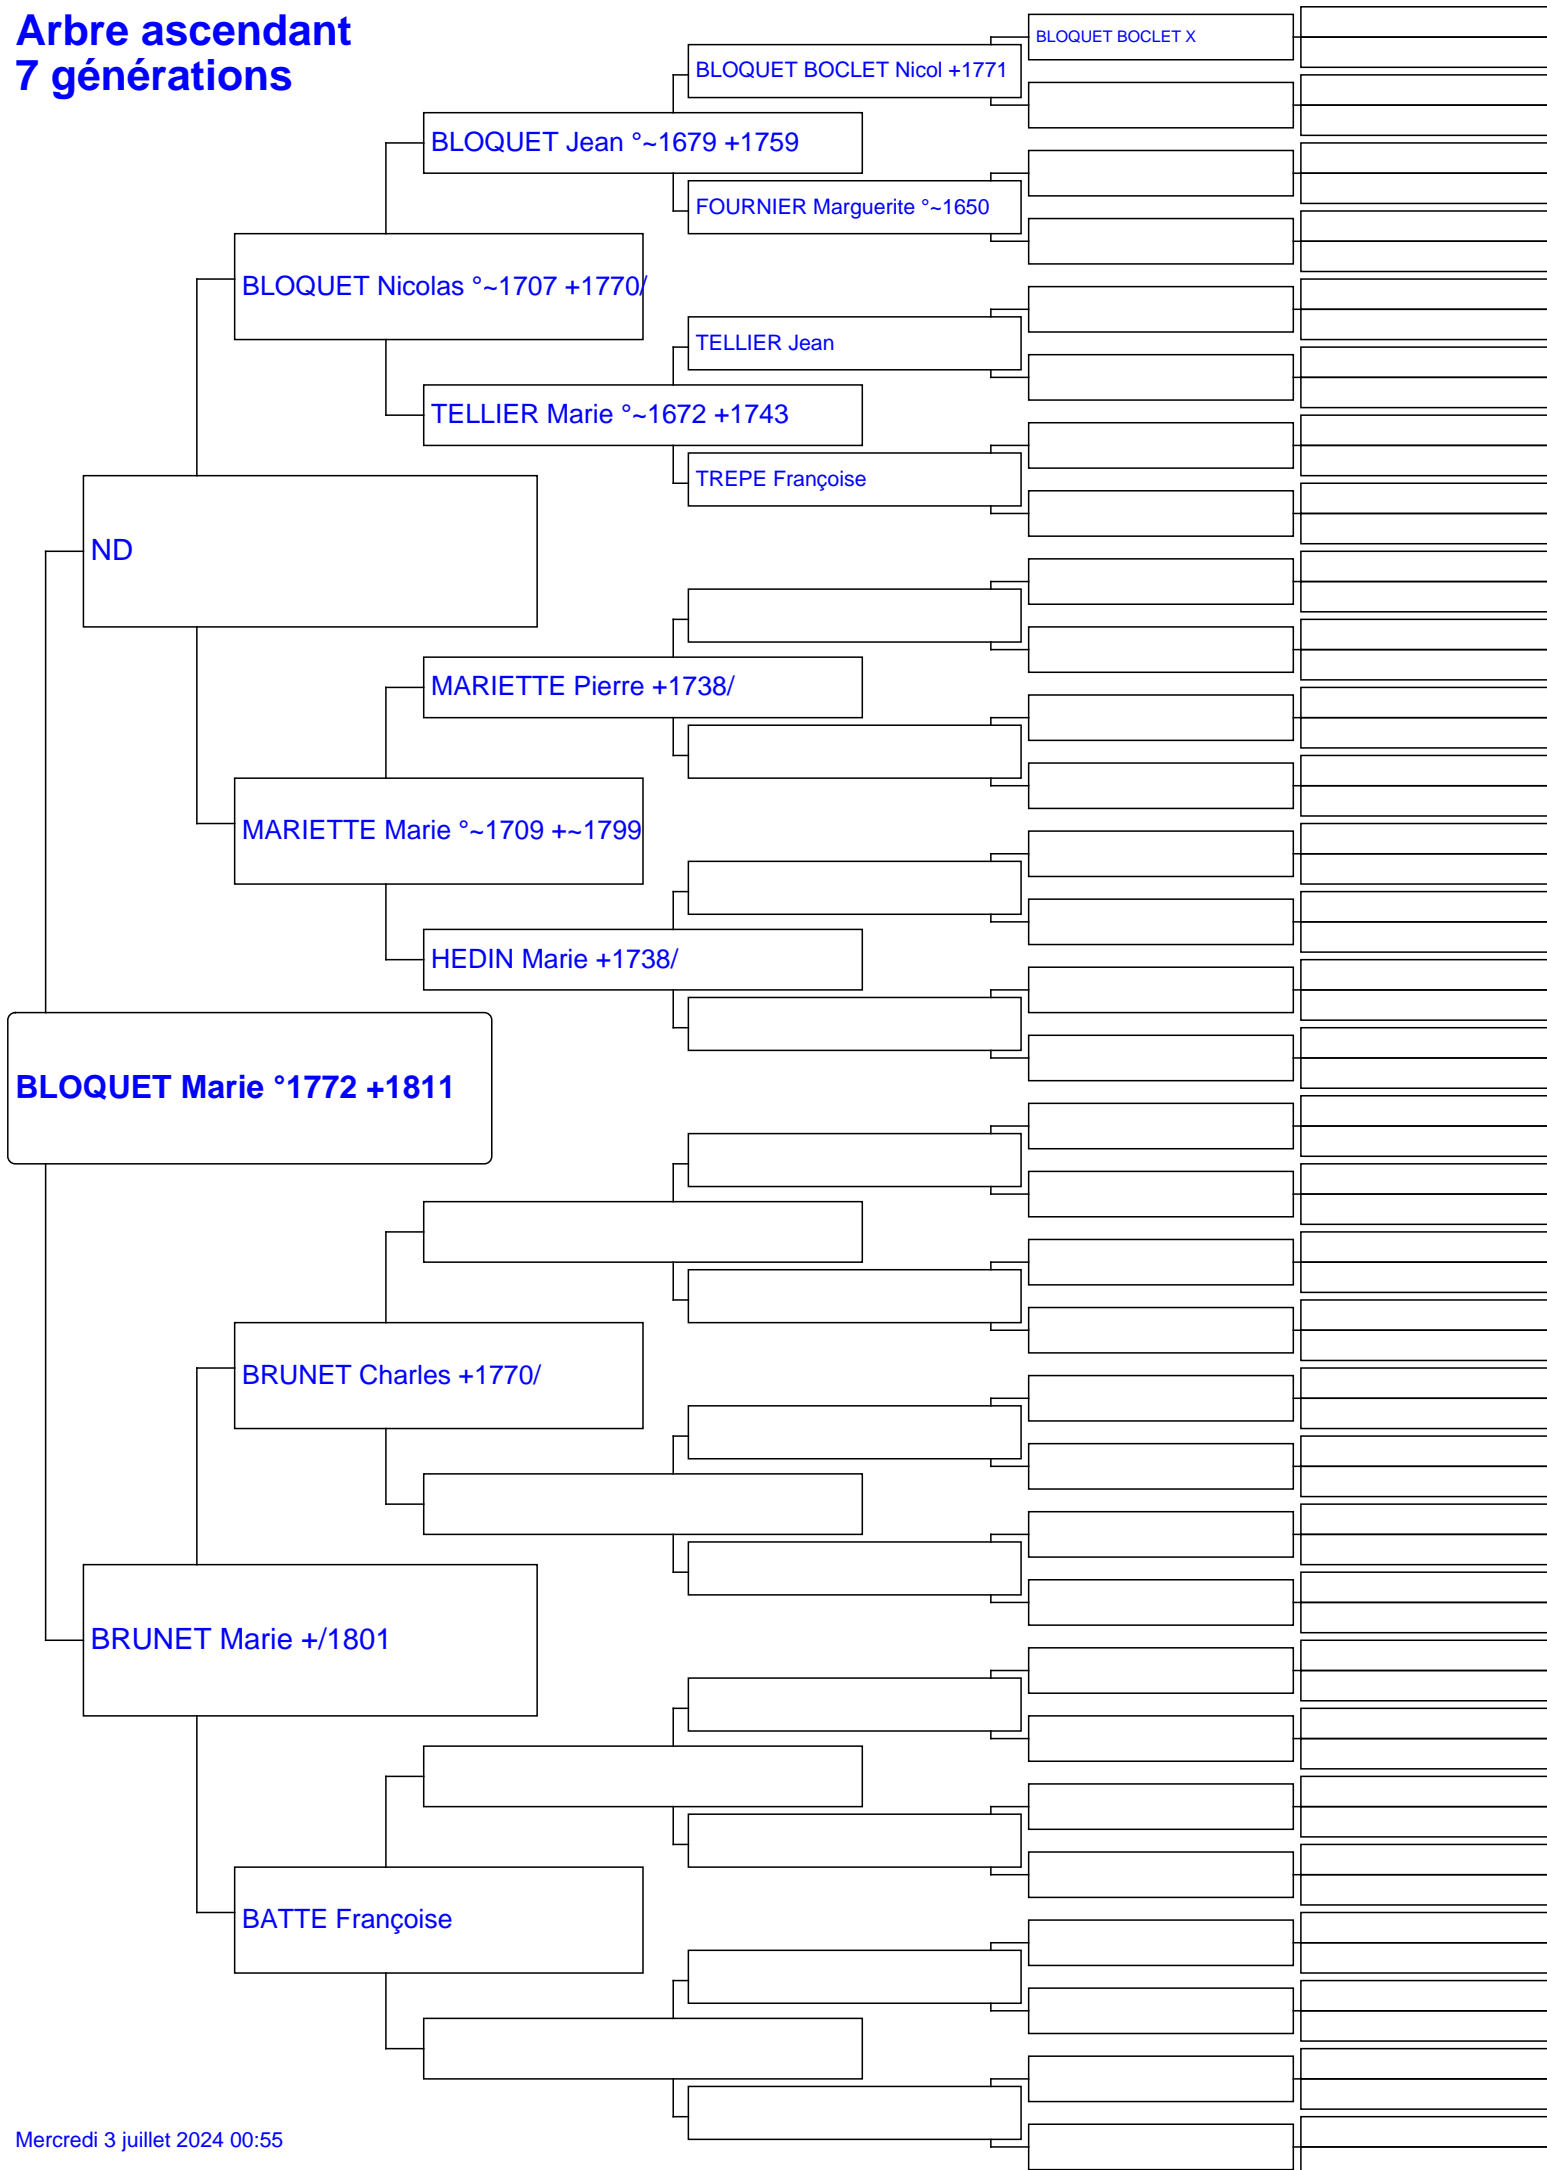 Arbre ascendant
7 générations
BLOQUET BOCLET X
BLOQUET BOCLET Nicol +1771
BLOQUET Jean °~1679 +1759
FOURNIER Marguerite °~1650
BLOQUET Nicolas °~1707 +1770/
TELLIER Jean
TELLIER Marie °~1672 +1743
TREPE Françoise
ND
MARIETTE Pierre +1738/
MARIETTE Marie °~1709 +~1799
HEDIN Marie +1738/
BLOQUET Marie °1772 +1811
BRUNET Charles +1770/
BRUNET Marie +/1801
BATTE Françoise
Mercredi 3 juillet 2024 00:55